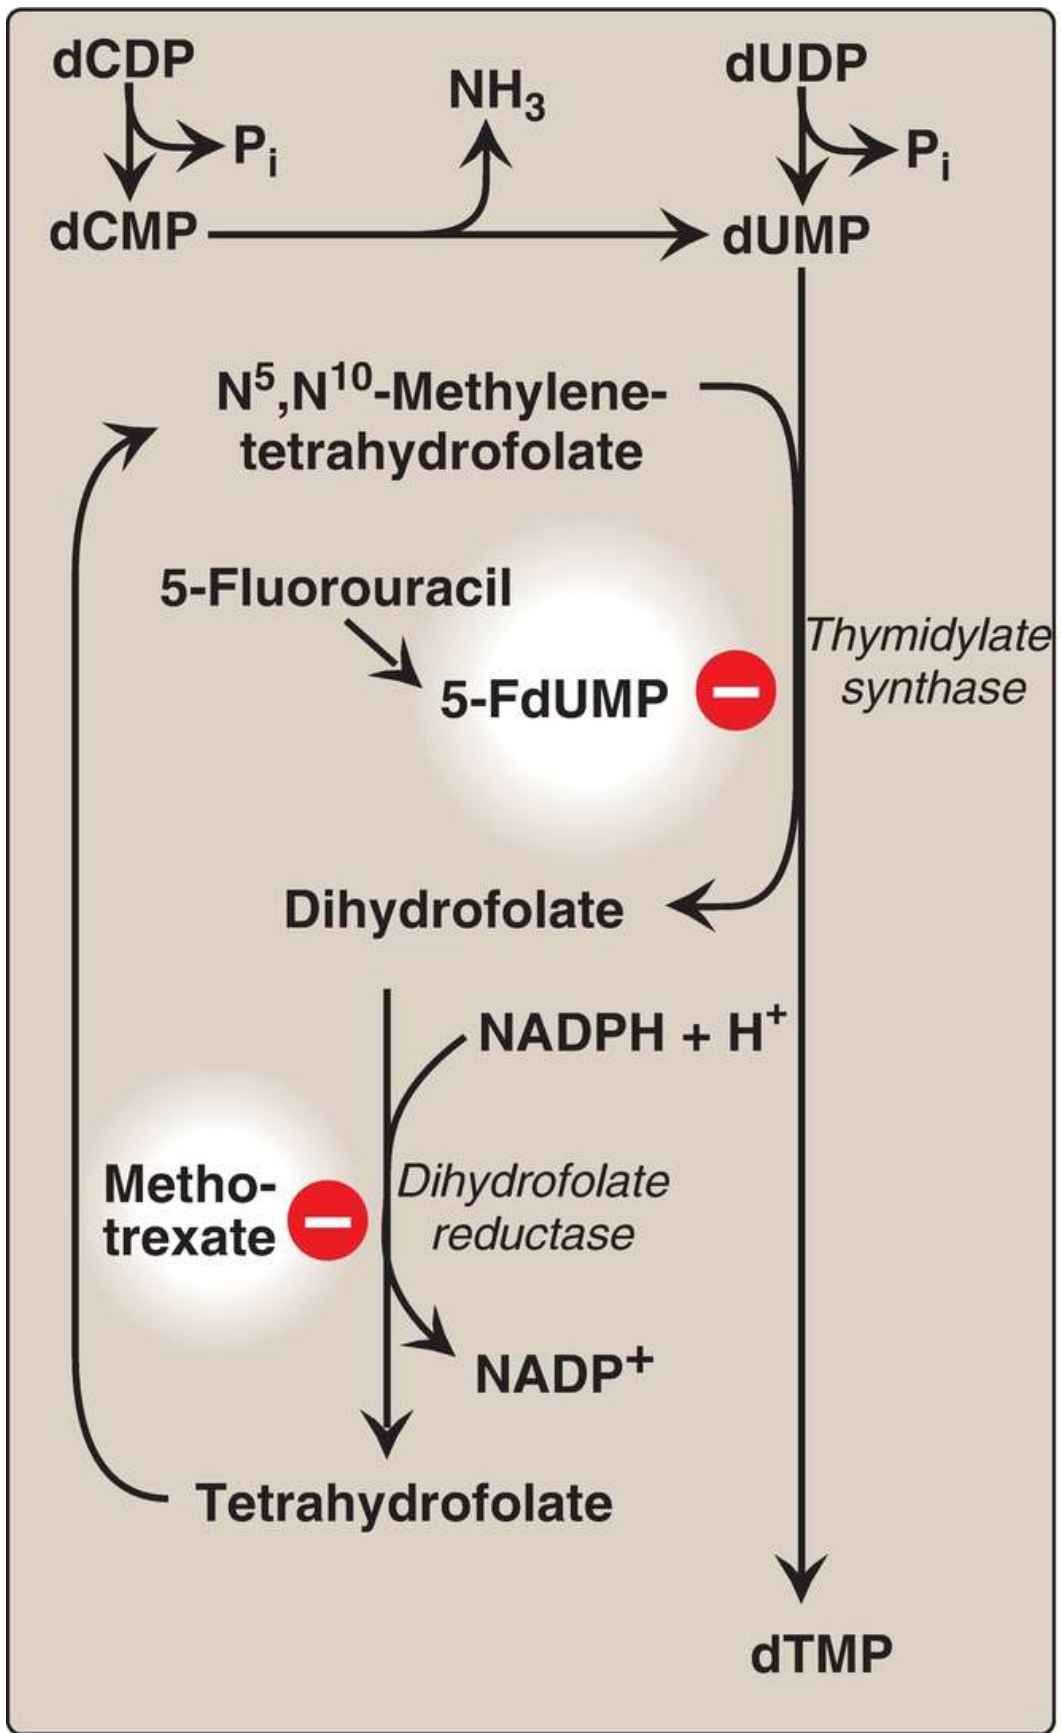 dCDP
NH₃
dUDP
Pᵢ
Pᵢ
dCMP
dUMP
N⁵,N¹⁰-Methylene-
tetrahydrofolate
5-Fluorouracil
Thymidylate
synthase
5-FdUMP
Dihydrofolate
NADPH + H⁺
Metho-
trexate
Dihydrofolate
reductase
NADP⁺
Tetrahydrofolate
dTMP